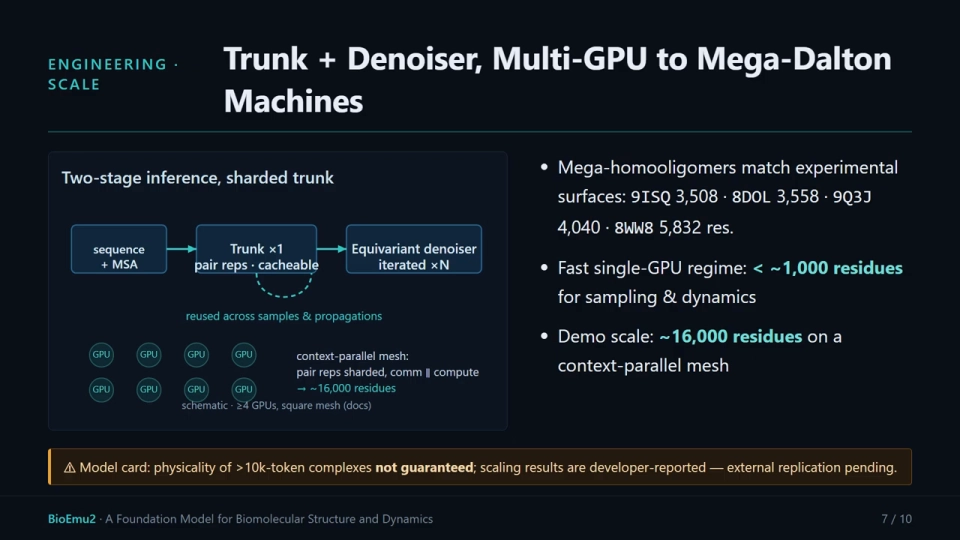 ENGINEERING ·
SCALE
Trunk + Denoiser, Multi-GPU to Mega-Dalton
Machines
Two-stage inference, sharded trunk
sequence
+ MSA
Trunk ×1
pair reps · cacheable
Equivariant denoiser
iterated ×N
reused across samples & propagations
GPU GPU GPU GPU
GPU GPU GPU GPU
context-parallel mesh:
pair reps sharded, comm ∥ compute
→ ~16,000 residues
schematic · ≥4 GPUs, square mesh (docs)
• Mega-homooligomers match experimental
surfaces: 9ISQ 3,508 · 8DOL 3,558 · 9Q3J
4,040 · 8WW8 5,832 res.
• Fast single-GPU regime: < ~1,000 residues
for sampling & dynamics
• Demo scale: ~16,000 residues on a
context-parallel mesh
⚠ Model card: physicality of >10k-token complexes not guaranteed; scaling results are developer-reported — external replication pending.
BioEmu2 · A Foundation Model for Biomolecular Structure and Dynamics
7 / 10